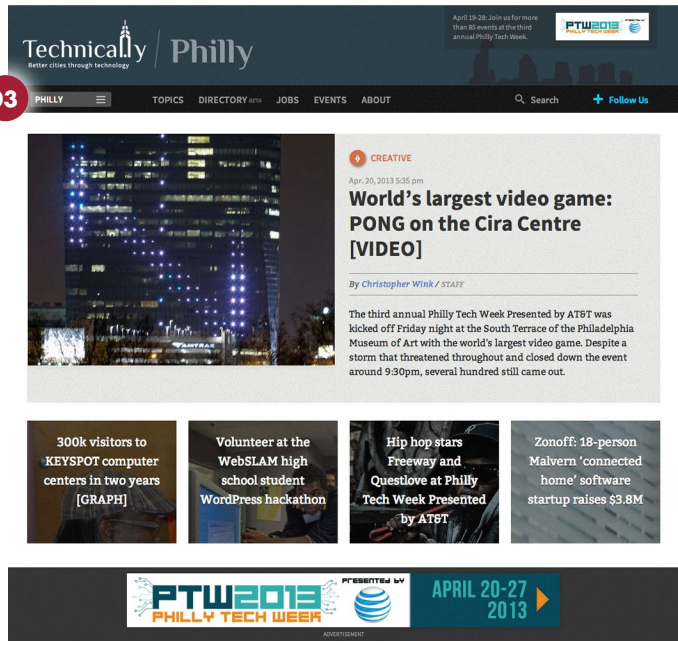 April 19-28: Join us for more
than 85 events at the third
annual Philly Tech Week.
PTW2013
PRESENTED BY
Technically | Philly
Better cities through technology
03
PHILLY
TOPICS DIRECTORY BETA JOBS EVENTS ABOUT
Search
+ Follow Us
AMTRAK
CREATIVE
Apr. 20, 2013 5:35 pm
World's largest video game:
PONG on the Cira Centre
[VIDEO]
By Christopher Wink / STAFF
The third annual Philly Tech Week Presented by AT&T was
kicked off Friday night at the South Terrace of the Philadelphia
Museum of Art with the world's largest video game. Despite a
storm that threatened throughout and closed down the event
around 9:30pm, several hundred still came out.
300k visitors to
KEYSPOT computer
centers in two years
[GRAPH]
Volunteer at the
WebSLAM high
school student
WordPress hackathon
Hip hop stars
Freeway and
Questlove at Philly
Tech Week Presented
by AT&T
Zonoff: 18-person
Malvern 'connected
home' software
startup raises $3.8M
PTW2013
PHILLY TECH WEEK
PRESENTED BY
at&t
APRIL 20-27
2013
ADVERTISEMENT